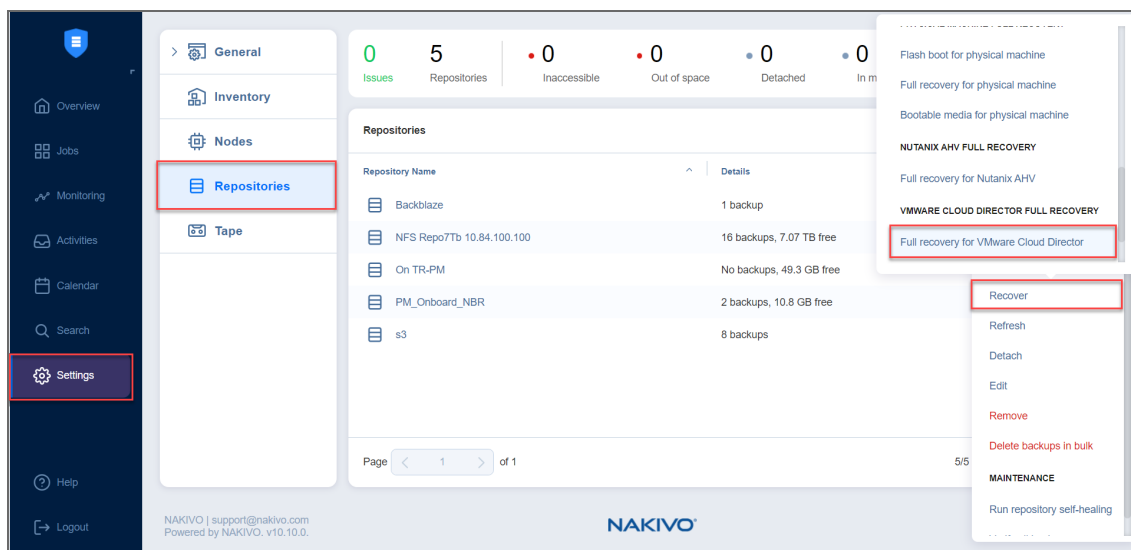 Overview
Jobs
Monitoring
Activities
Calendar
Search
Settings
Help
Logout
General
Inventory
Nodes
Repositories
Tape
0
Issues
5
Repositories
0
Inaccessible
0
Out of space
0
Detached
0
In m
Repositories
Repository Name
Details
Backblaze
1 backup
NFS Repo7Tb 10.84.100.100
16 backups, 7.07 TB free
On TR-PM
No backups, 49.3 GB free
PM_Onboard_NBR
2 backups, 10.8 GB free
s3
8 backups
Page
1
of 1
5/5
Flash boot for physical machine
Full recovery for physical machine
Bootable media for physical machine
NUTANIX AHV FULL RECOVERY
Full recovery for Nutanix AHV
VMWARE CLOUD DIRECTOR FULL RECOVERY
Full recovery for VMware Cloud Director
Recover
Refresh
Detach
Edit
Remove
Delete backups in bulk
MAINTENANCE
Run repository self-healing
NAKIVO | support@nakivo.com
Powered by NAKIVO. v10.10.0.
NAKIVO®